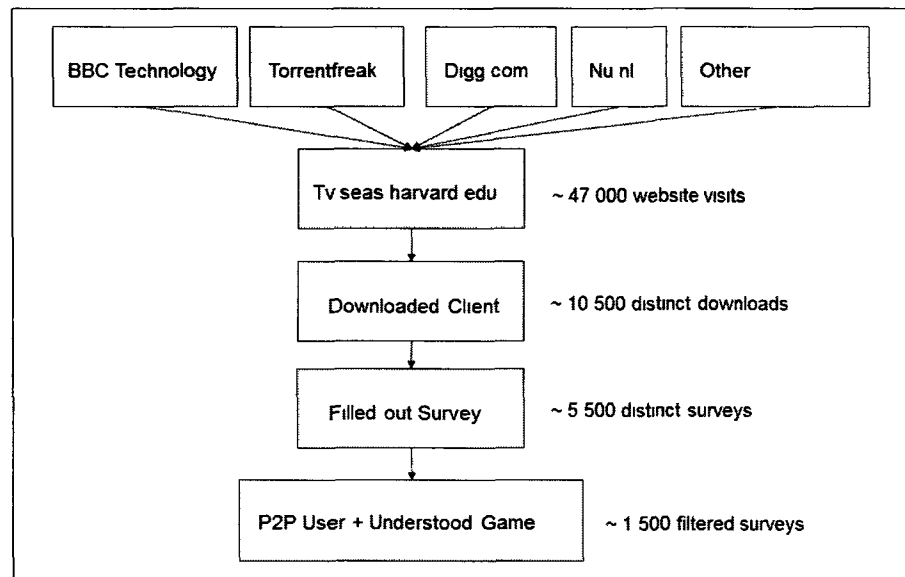 BBC Technology
Torrentfreak
Digg com
Nu nl
Other
Tv seas harvard edu
~ 47 000 website visits
Downloaded Client
~ 10 500 distinct downloads
Filled out Survey
~ 5 500 distinct surveys
P2P User + Understood Game
~ 1 500 filtered surveys